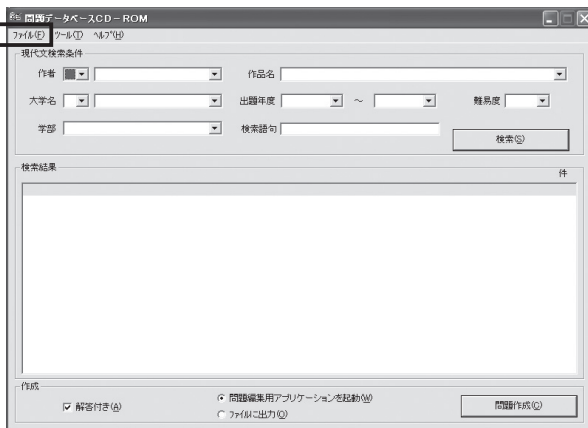 問題データベースCD-ROM
ファイル(F) ツール(T) ヘルプ(H)
現代文検索条件
作者 作品名
大学名 出題年度 ～ 難易度
学部 検索語句 検索(S)
検索結果
件
作成
解答付き(A) 問題編集用アプリケーションを起動(W) 問題作成(C)
ファイルに出力(O)